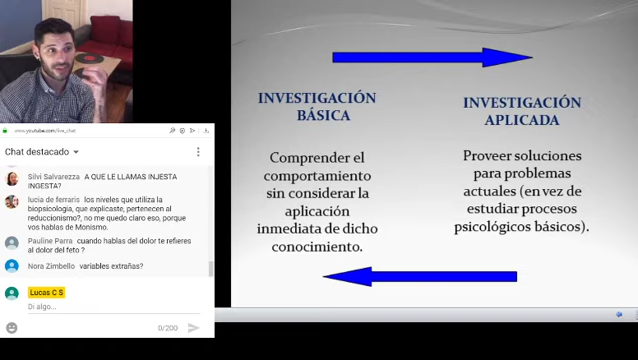 www.youtube.com/live_chat
Chat destacado
Silvi Salvarezza A QUE LE LLAMAS INJESTA
INGESTA?
lucia de ferraris los niveles que utiliza la
biopsicologia, que explicaste, pertenecen al
reduccionismo?, no me quedo claro eso, porque
vos hablas de Monismo.
Pauline Parra cuando hablas del dolor te refieres
al dolor del feto ?
Nora Zimbello variables extrañas?
Lucas C S
Di algo...
0/200
INVESTIGACIÓN
BÁSICA
Comprender el
comportamiento
sin considerar la
aplicación
inmediata de dicho
conocimiento.
INVESTIGACIÓN
APLICADA
Proveer soluciones
para problemas
actuales (en vez de
estudiar procesos
psicológicos básicos).